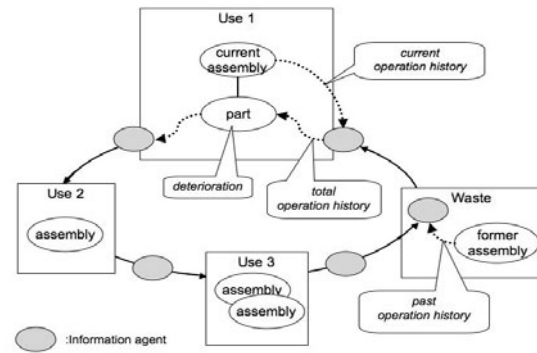 Use 1
current
assembly
current
operation history
part
deterioration
total
operation history
Use 2
assembly
Waste
former
assembly
Use 3
assembly
assembly
past
operation history
:Information agent